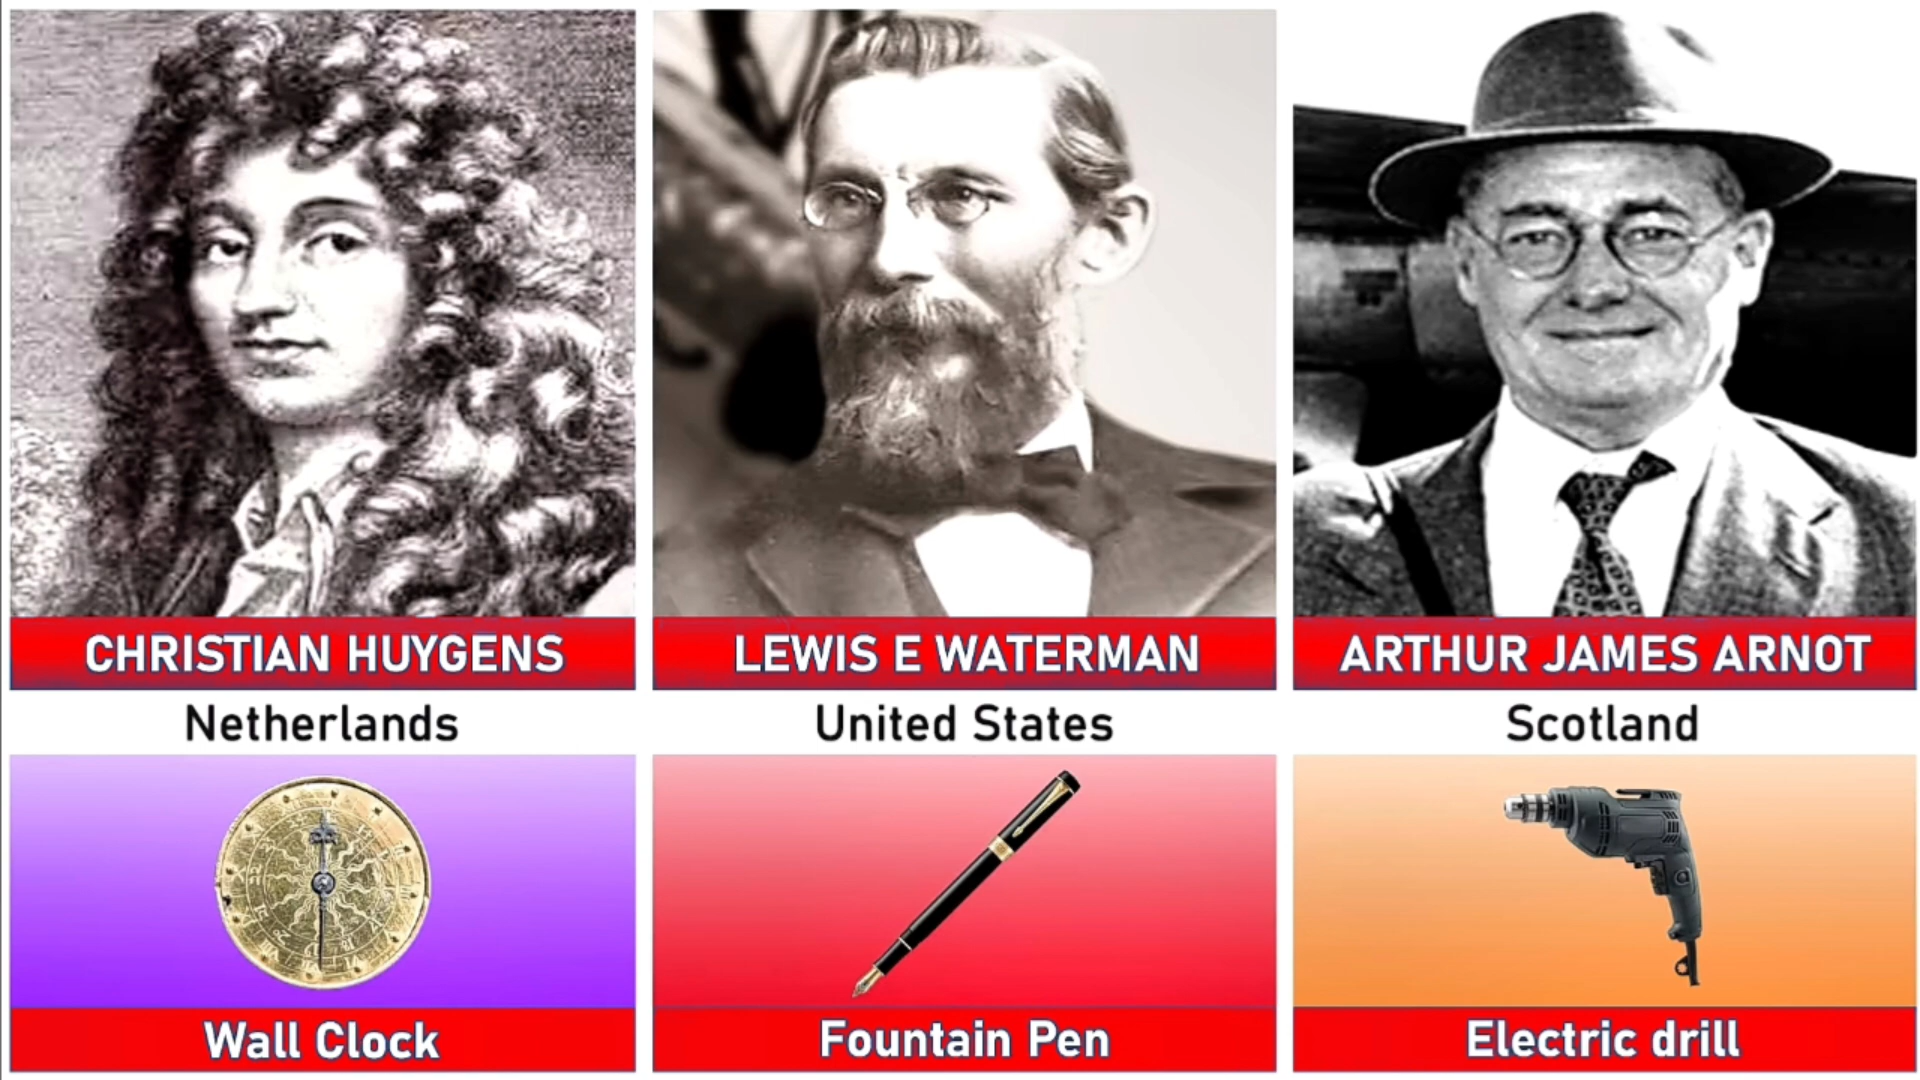 CHRISTIAN HUYGENS
LEWIS E WATERMAN
ARTHUR JAMES ARNOT
Netherlands
United States
Scotland
Wall Clock
Fountain Pen
Electric drill